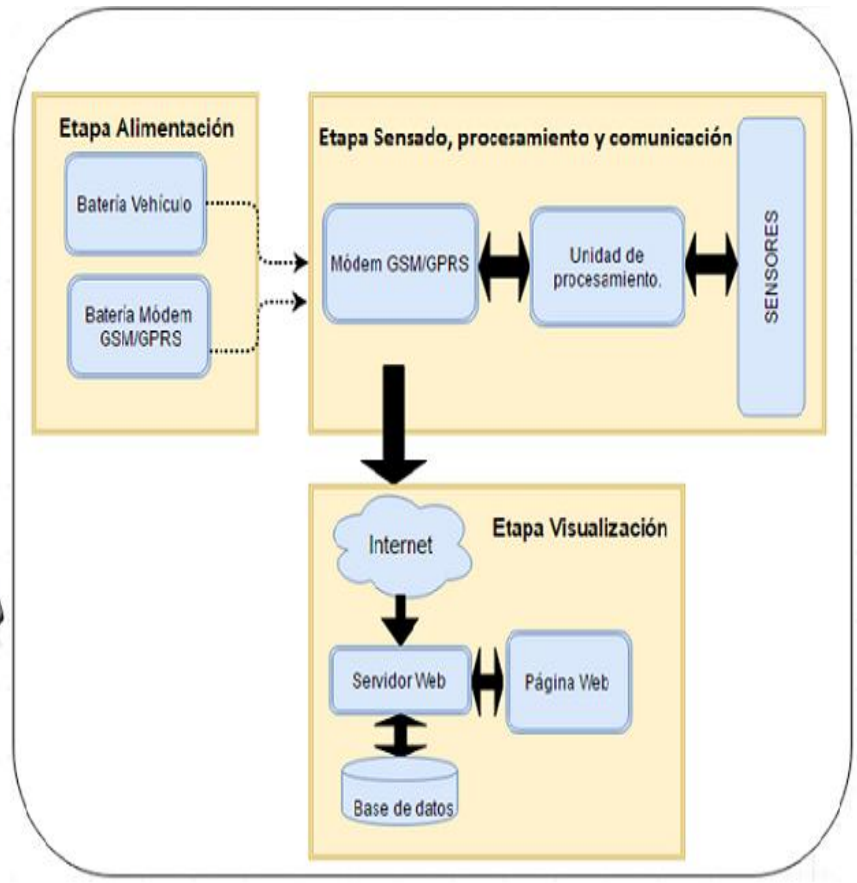 Etapa Alimentación
Batería Vehículo
Batería Módem
GSM/GPRS
Etapa Sensado, procesamiento y comunicación
Módem GSM/GPRS
Unidad de
procesamiento.
SENSORES
Etapa Visualización
Internet
Servidor Web
Página Web
Base de datos